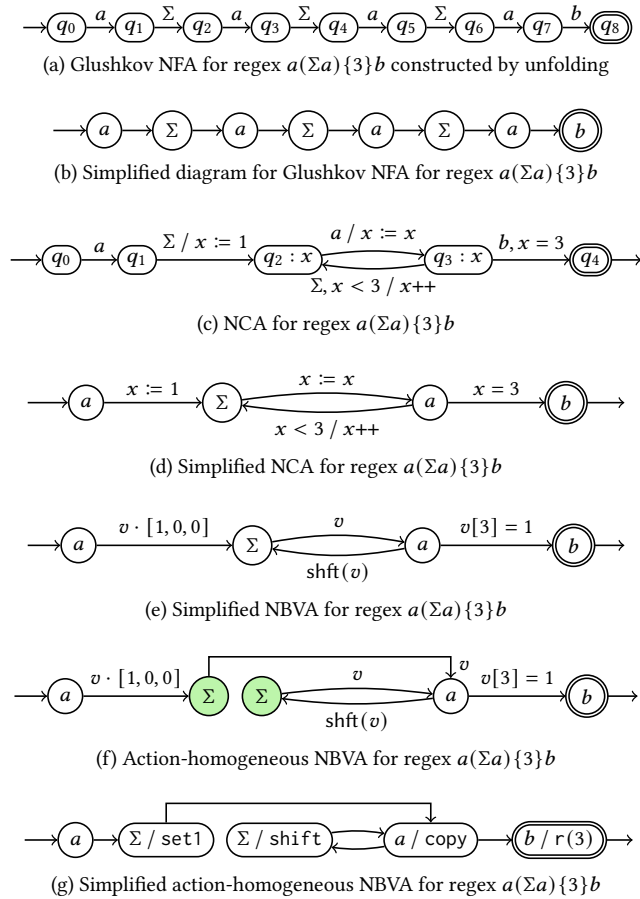 a Σ a Σ a Σ a b
q0 q1 q2 q3 q4 q5 q6 q7 q8
(a) Glushkov NFA for regex a(Σa){3}b constructed by unfolding
a Σ a Σ a Σ a b
(b) Simplified diagram for Glushkov NFA for regex a(Σa){3}b
a Σ / x := 1 a / x := x b, x = 3
q0 q1 q2 : x q3 : x q4
Σ, x < 3 / x++
(c) NCA for regex a(Σa){3}b
x := 1 x := x x = 3
a Σ a b
x < 3 / x++
(d) Simplified NCA for regex a(Σa){3}b
v · [1, 0, 0] v v[3] = 1
a Σ a b
shft(v)
(e) Simplified NBVA for regex a(Σa){3}b
v · [1, 0, 0] v v v[3] = 1
a Σ Σ a b
shft(v)
(f) Action-homogeneous NBVA for regex a(Σa){3}b
a Σ / set1 Σ / shift a / copy b / r(3)
(g) Simplified action-homogeneous NBVA for regex a(Σa){3}b